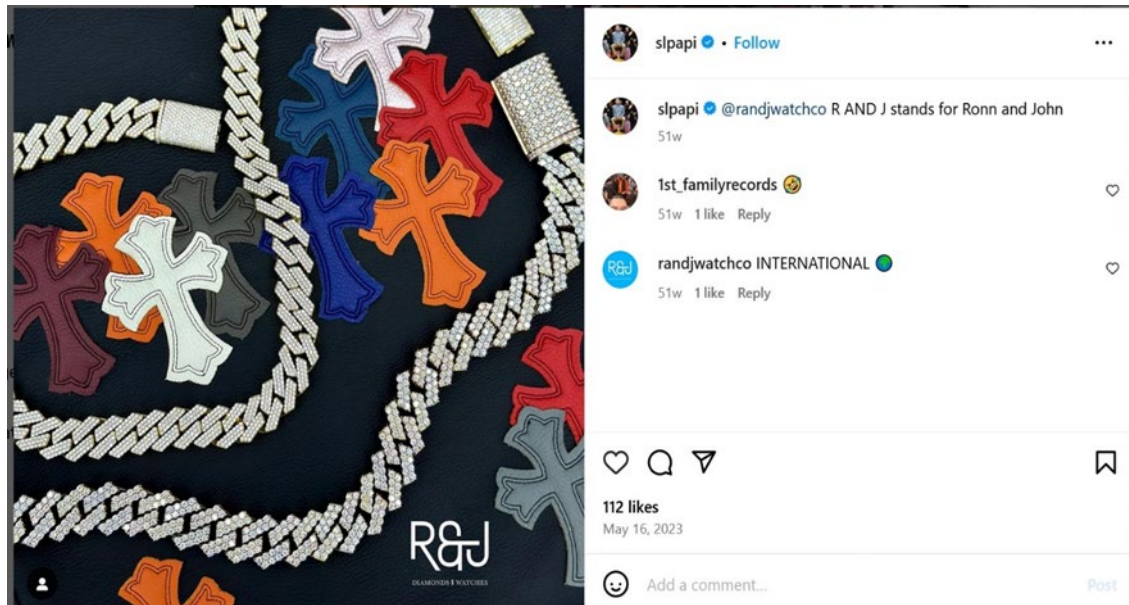 slpapi • Follow
slpapi @randjwatchco R AND J stands for Ronn and John
51w
1st_familyrecords 🤣
51w 1 like Reply
R&J
randjwatchco INTERNATIONAL 🌍
51w 1 like Reply
R&J
DIAMONDS | WATCHES
112 likes
May 16, 2023
Add a comment...
Post